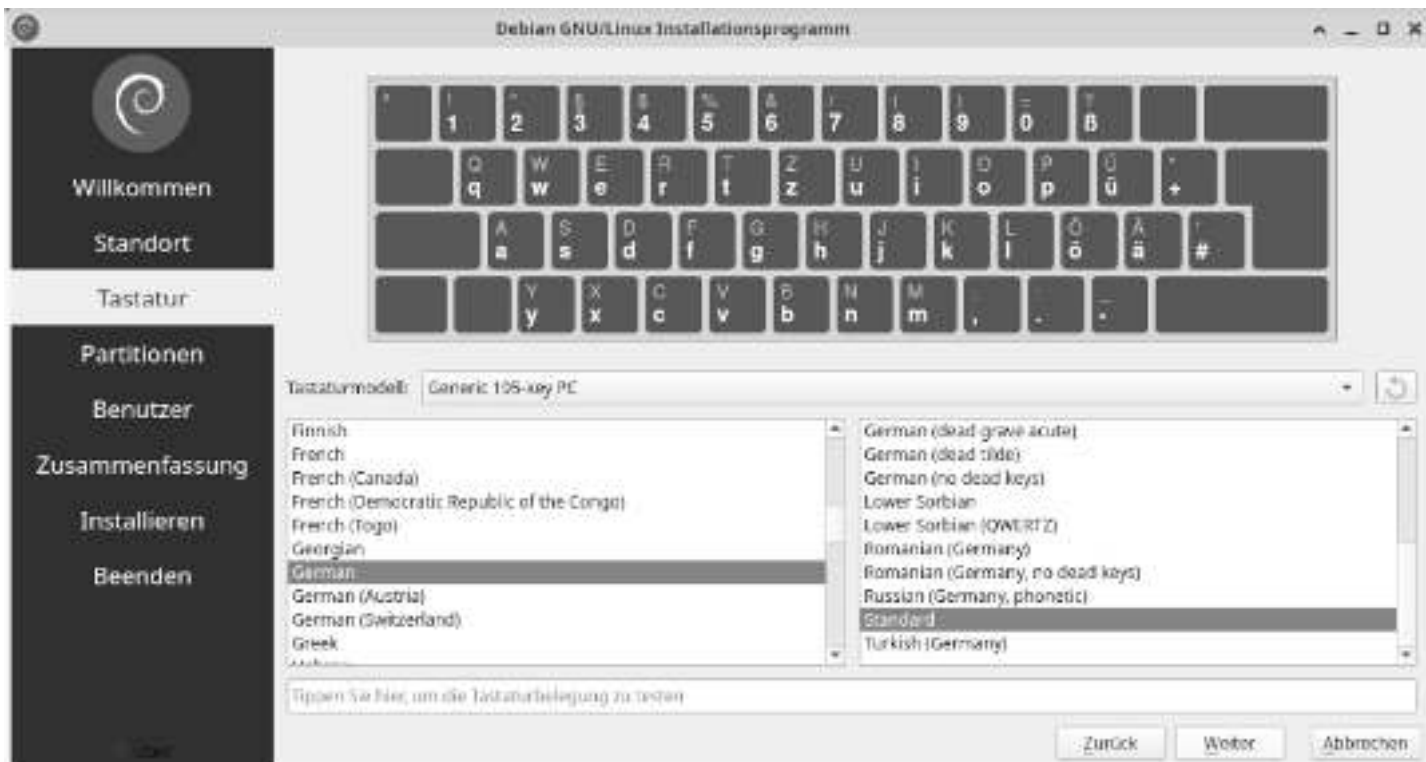 Debian GNU/Linux Installationsprogramm
Willkommen
Standort
Tastatur
Partitionen
Benutzer
Zusammenfassung
Installieren
Beenden
! " § $ % & / ( ) = ?
1 2 3 4 5 6 7 8 9 0 ß
Q W E R T Z U I O P Ü *
q w e r t z u i o p ü +
A S D F G H J K L Ö Ä '
a s d f g h j k l ö ä #
Y X C V B N M ; : _
y x c v b n m , . -
Tastaturmodell: Generic 105-key PC
Finnish
French
French (Canada)
French (Democratic Republic of the Congo)
French (Togo)
Georgian
German
German (Austria)
German (Switzerland)
Greek
German (dead grave acute)
German (dead tilde)
German (no dead keys)
Lower Sorbian
Lower Sorbian (QWERTZ)
Romanian (Germany)
Romanian (Germany, no dead keys)
Russian (Germany, phonetic)
Standard
Turkish (Germany)
Tippen Sie hier, um die Tastaturbelegung zu testen
Zurück
Weiter
Abbrechen